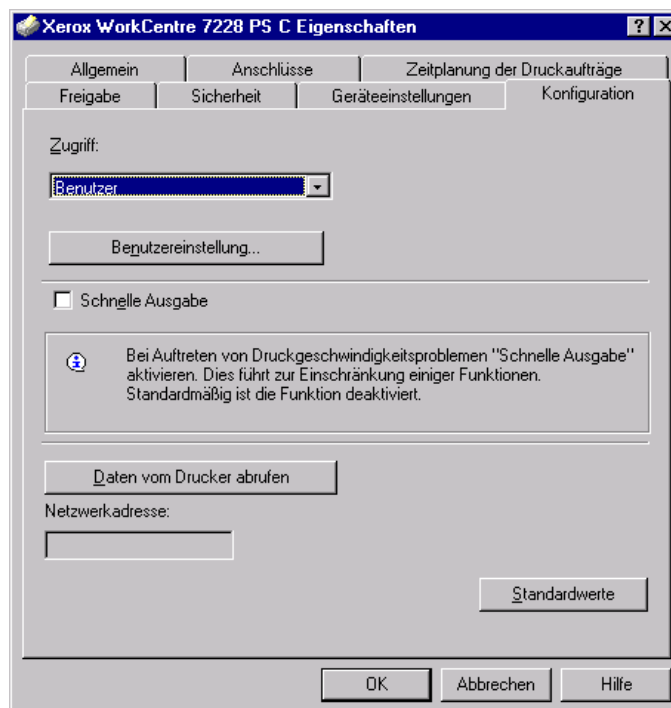 Xerox WorkCentre 7228 PS C Eigenschaften
Allgemein
Anschlüsse
Zeitplanung der Druckaufträge
Freigabe
Sicherheit
Geräteeinstellungen
Konfiguration
Zugriff:
Benutzer
Benutzereinstellung...
Schnelle Ausgabe
Bei Auftreten von Druckgeschwindigkeitsproblemen "Schnelle Ausgabe"
aktivieren. Dies führt zur Einschränkung einiger Funktionen.
Standardmäßig ist die Funktion deaktiviert.
Daten vom Drucker abrufen
Netzwerkadresse:
Standardwerte
OK
Abbrechen
Hilfe